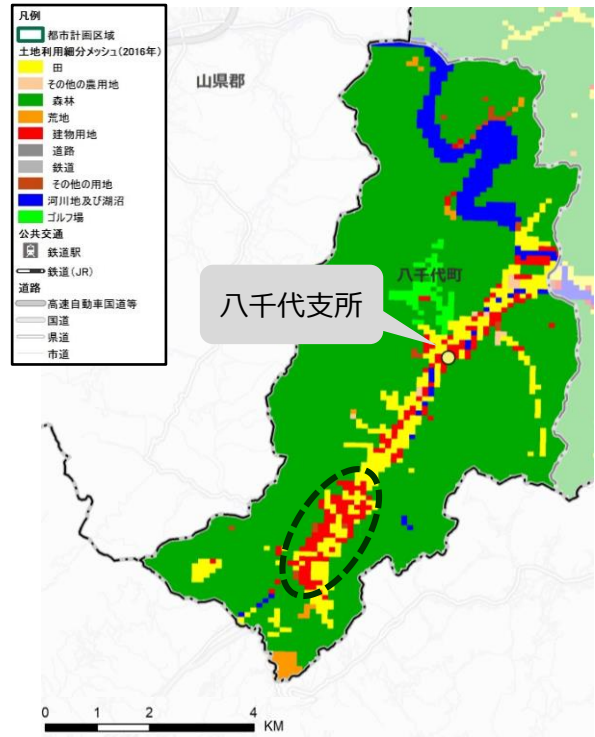 凡例
都市計画区域
土地利用細分メッシュ(2016年)
田
その他の農用地
森林
荒地
建物用地
道路
鉄道
その他の用地
河川地及び湖沼
ゴルフ場
公共交通
鉄道駅
鉄道(JR)
道路
高速自動車国道等
国道
県道
市道
山県郡
八千代町
八千代支所
0 1 2 4
KM